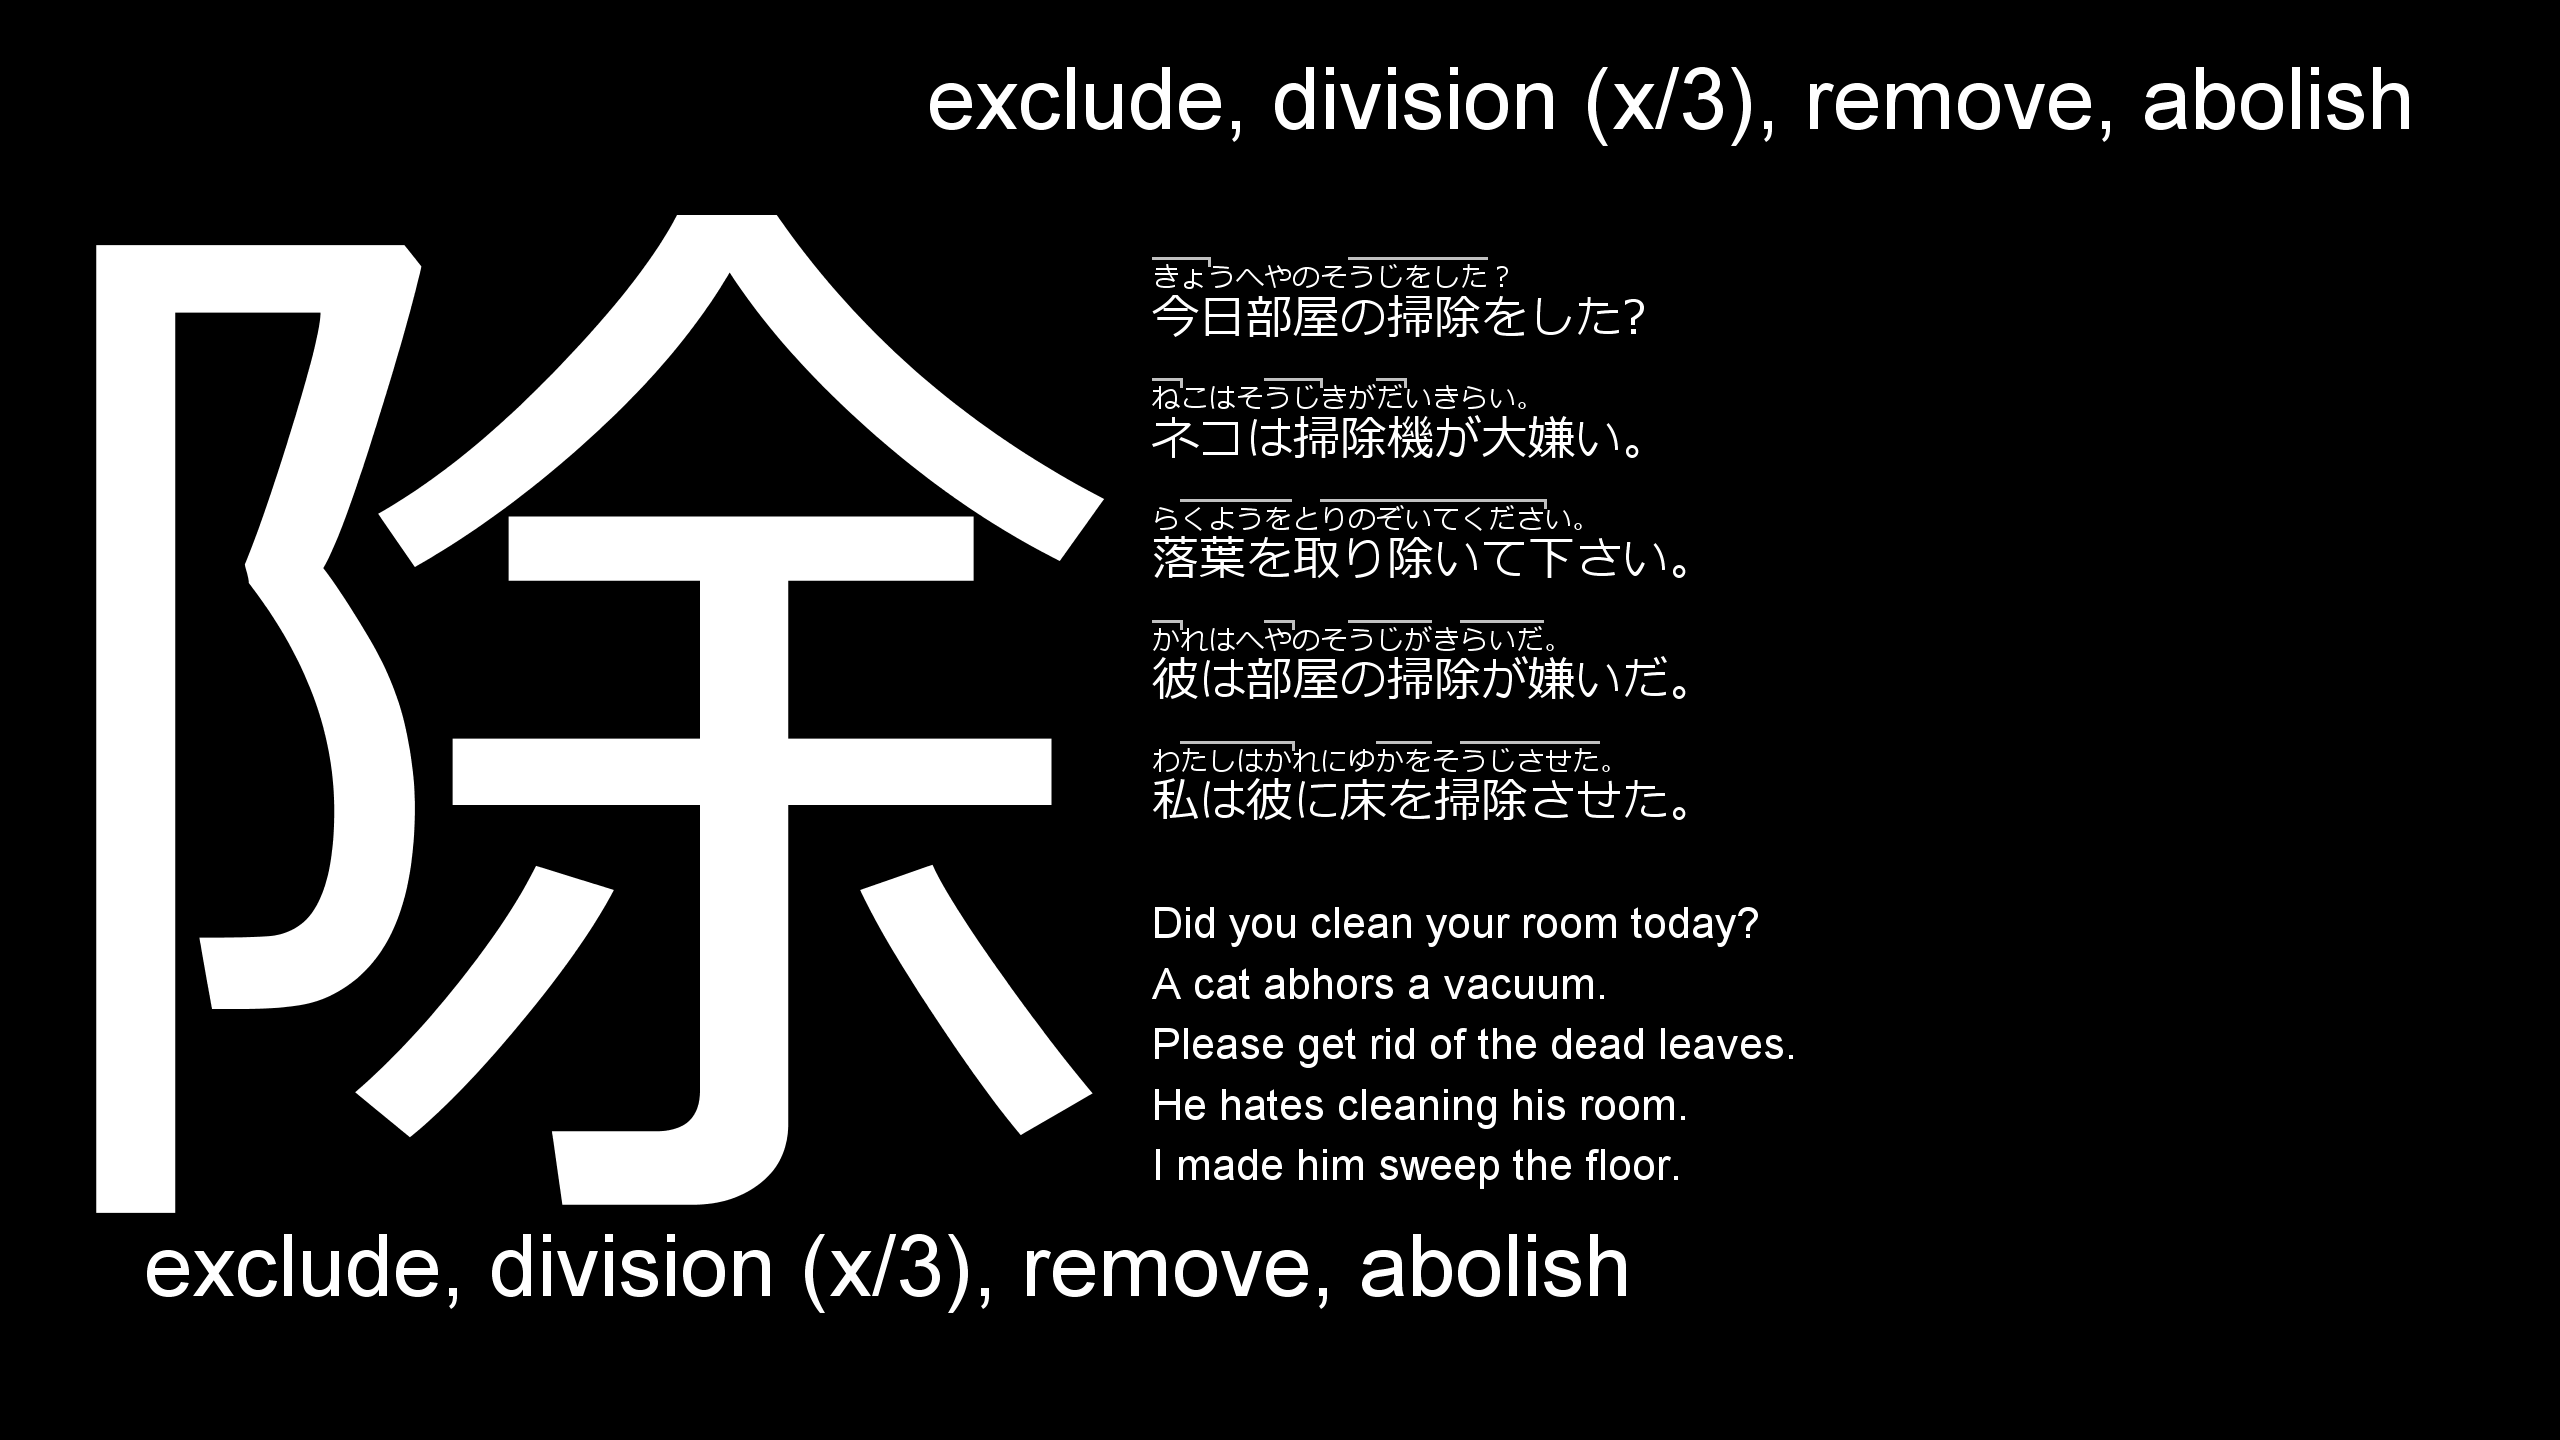 exclude, division (x/3), remove, abolish
除
きょうへやのそうじをした？
今日部屋の掃除をした?
ねこはそうじきがだいきらい。
ネコは掃除機が大嫌い。
らくようをとりのぞいてください。
落葉を取り除いて下さい。
かれはへやのそうじがきらいだ。
彼は部屋の掃除が嫌いだ。
わたしはかれにゆかをそうじさせた。
私は彼に床を掃除させた。
Did you clean your room today?
A cat abhors a vacuum.
Please get rid of the dead leaves.
He hates cleaning his room.
I made him sweep the floor.
exclude, division (x/3), remove, abolish